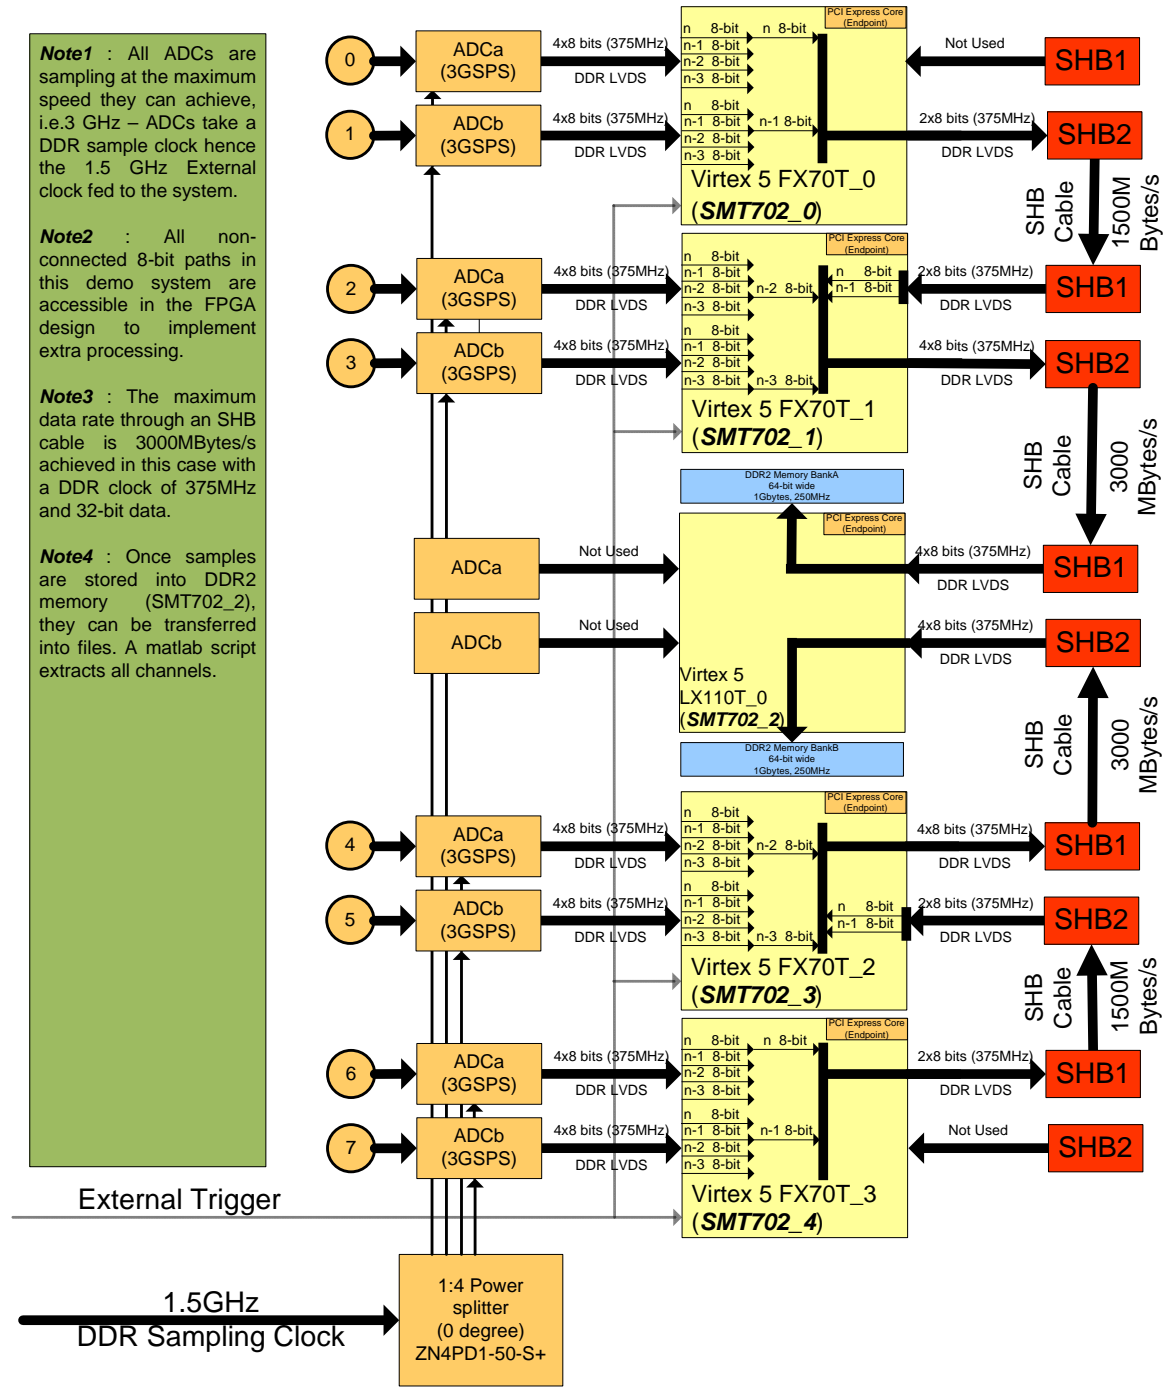 Note1 : All ADCs are
sampling at the maximum
speed they can achieve,
i.e.3 GHz – ADCs take a
DDR sample clock hence
the 1.5 GHz External
clock fed to the system.
Note2 : All non-
connected 8-bit paths in
this demo system are
accessible in the FPGA
design to implement
extra processing.
Note3 : The maximum
data rate through an SHB
cable is 3000MBytes/s
achieved in this case with
a DDR clock of 375MHz
and 32-bit data.
Note4 : Once samples
are stored into DDR2
memory (SMT702_2),
they can be transferred
into files. A matlab script
extracts all channels.
0
ADCa
(3GSPS)
4x8 bits (375MHz)
DDR LVDS
PCI Express Core
(Endpoint)
n 8-bit
n-1 8-bit
n-2 8-bit
n-3 8-bit
n 8-bit
Not Used
SHB1
1
ADCb
(3GSPS)
4x8 bits (375MHz)
DDR LVDS
n 8-bit
n-1 8-bit
n-2 8-bit
n-3 8-bit
n-1 8-bit
2x8 bits (375MHz)
DDR LVDS
SHB2
Virtex 5 FX70T_0
(SMT702_0)
SHB
Cable
1500M
Bytes/s
2
ADCa
(3GSPS)
4x8 bits (375MHz)
DDR LVDS
PCI Express Core
(Endpoint)
n 8-bit
n-1 8-bit
n-2 8-bit
n-3 8-bit
n-2 8-bit
n 8-bit
n-1 8-bit
2x8 bits (375MHz)
DDR LVDS
SHB1
3
ADCb
(3GSPS)
4x8 bits (375MHz)
DDR LVDS
n 8-bit
n-1 8-bit
n-2 8-bit
n-3 8-bit
n-3 8-bit
4x8 bits (375MHz)
DDR LVDS
SHB2
Virtex 5 FX70T_1
(SMT702_1)
SHB
Cable
3000
MBytes/s
DDR2 Memory BankA
64-bit wide
1Gbytes, 250MHz
PCI Express Core
(Endpoint)
ADCa
Not Used
4x8 bits (375MHz)
DDR LVDS
SHB1
ADCb
Not Used
4x8 bits (375MHz)
DDR LVDS
SHB2
Virtex 5
LX110T_0
(SMT702_2)
DDR2 Memory BankB
64-bit wide
1Gbytes, 250MHz
SHB
Cable
3000
MBytes/s
4
ADCa
(3GSPS)
4x8 bits (375MHz)
DDR LVDS
PCI Express Core
(Endpoint)
n 8-bit
n-1 8-bit
n-2 8-bit
n-3 8-bit
n-2 8-bit
4x8 bits (375MHz)
DDR LVDS
SHB1
5
ADCb
(3GSPS)
4x8 bits (375MHz)
DDR LVDS
n 8-bit
n-1 8-bit
n-2 8-bit
n-3 8-bit
n-3 8-bit
n 8-bit
n-1 8-bit
2x8 bits (375MHz)
DDR LVDS
SHB2
Virtex 5 FX70T_2
(SMT702_3)
SHB
Cable
1500M
Bytes/s
6
ADCa
(3GSPS)
4x8 bits (375MHz)
DDR LVDS
PCI Express Core
(Endpoint)
n 8-bit
n-1 8-bit
n-2 8-bit
n-3 8-bit
n 8-bit
2x8 bits (375MHz)
DDR LVDS
SHB1
7
ADCb
(3GSPS)
4x8 bits (375MHz)
DDR LVDS
n 8-bit
n-1 8-bit
n-2 8-bit
n-3 8-bit
n-1 8-bit
Not Used
SHB2
Virtex 5 FX70T_3
(SMT702_4)
External Trigger
1.5GHz
DDR Sampling Clock
1:4 Power
splitter
(0 degree)
ZN4PD1-50-S+